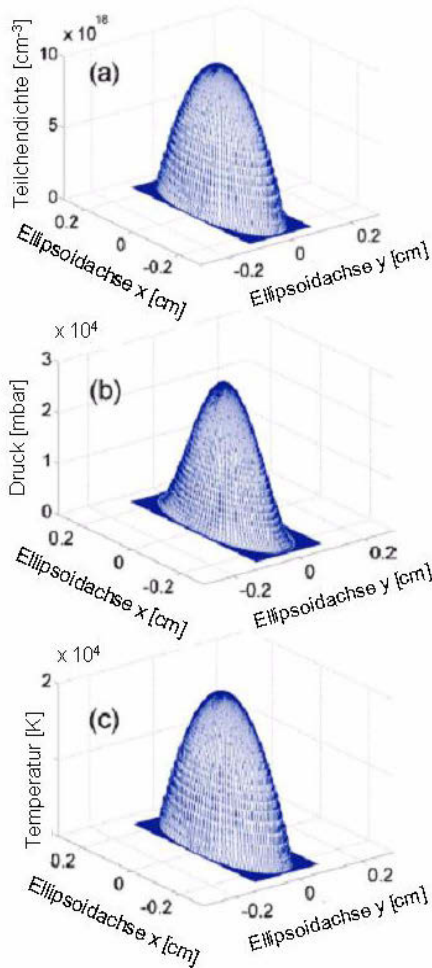 x 10^18
10
5
0
Teilchendichte [cm^-3]
(a)
0.2
0
-0.2
Ellipsoidachse x [cm]
-0.2
0
0.2
Ellipsoidachse y [cm]
x 10^4
3
2
1
0
Druck [mbar]
(b)
0.2
0
-0.2
Ellipsoidachse x [cm]
-0.2
0
0.2
Ellipsoidachse y [cm]
x 10^4
2
Temperatur [K]
(c)
0.2
0
-0.2
Ellipsoidachse x [cm]
-0.2
0
0.2
Ellipsoidachse y [cm]